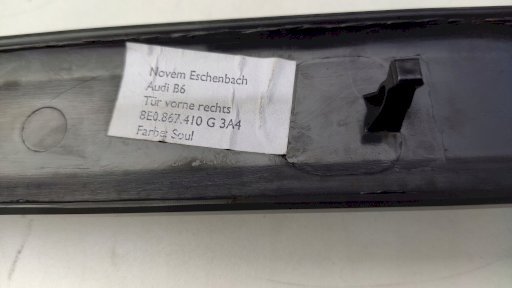 Novem Eschenbach
Audi B6
Tür vorne rechts
8E0.867.410 G 3A4
Farbe: Soul